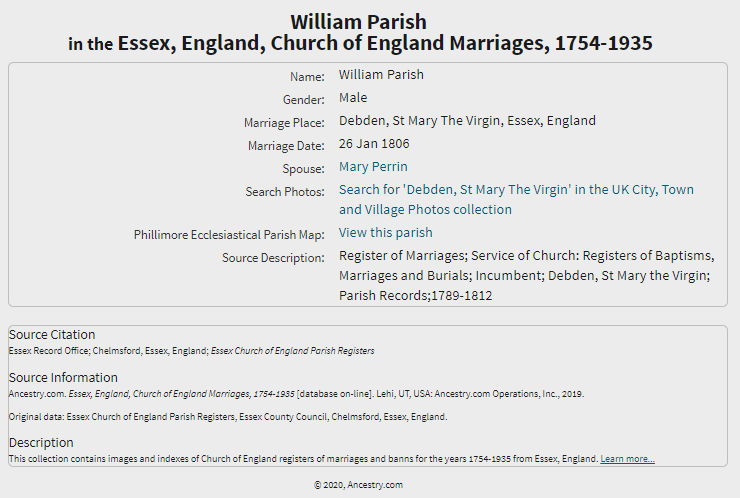 William Parish
in the Essex, England, Church of England Marriages, 1754-1935
Name: William Parish
Gender: Male
Marriage Place: Debden, St Mary The Virgin, Essex, England
Marriage Date: 26 Jan 1806
Spouse: Mary Perrin
Search Photos: Search for 'Debden, St Mary The Virgin' in the UK City, Town
and Village Photos collection
Phillimore Ecclesiastical Parish Map: View this parish
Source Description: Register of Marriages; Service of Church: Registers of Baptisms,
Marriages and Burials; Incumbent; Debden, St Mary the Virgin;
Parish Records;1789-1812
Source Citation
Essex Record Office; Chelmsford, Essex, England; Essex Church of England Parish Registers
Source Information
Ancestry.com. Essex, England, Church of England Marriages, 1754-1935 [database on-line]. Lehi, UT, USA: Ancestry.com Operations, Inc., 2019.
Original data: Essex Church of England Parish Registers, Essex County Council, Chelmsford, Essex, England.
Description
This collection contains images and indexes of Church of England registers of marriages and banns for the years 1754-1935 from Essex, England. Learn more...
© 2020, Ancestry.com